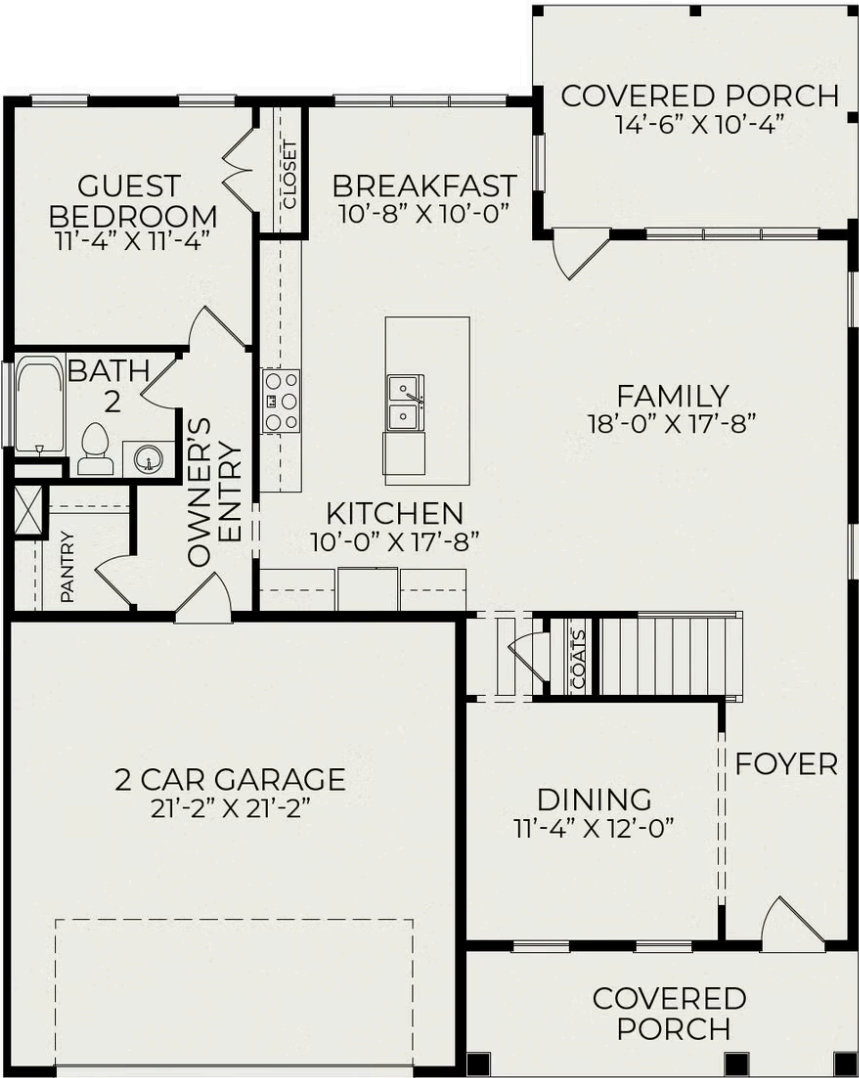 COVERED PORCH
14'-6" X 10'-4"
GUEST
BEDROOM
11'-4" X 11'-4"
CLOSET
BREAKFAST
10'-8" X 10'-0"
BATH
2
FAMILY
18'-0" X 17'-8"
OWNER'S
ENTRY
KITCHEN
10'-0" X 17'-8"
PANTRY
COATS
2 CAR GARAGE
21'-2" X 21'-2"
FOYER
DINING
11'-4" X 12'-0"
COVERED
PORCH